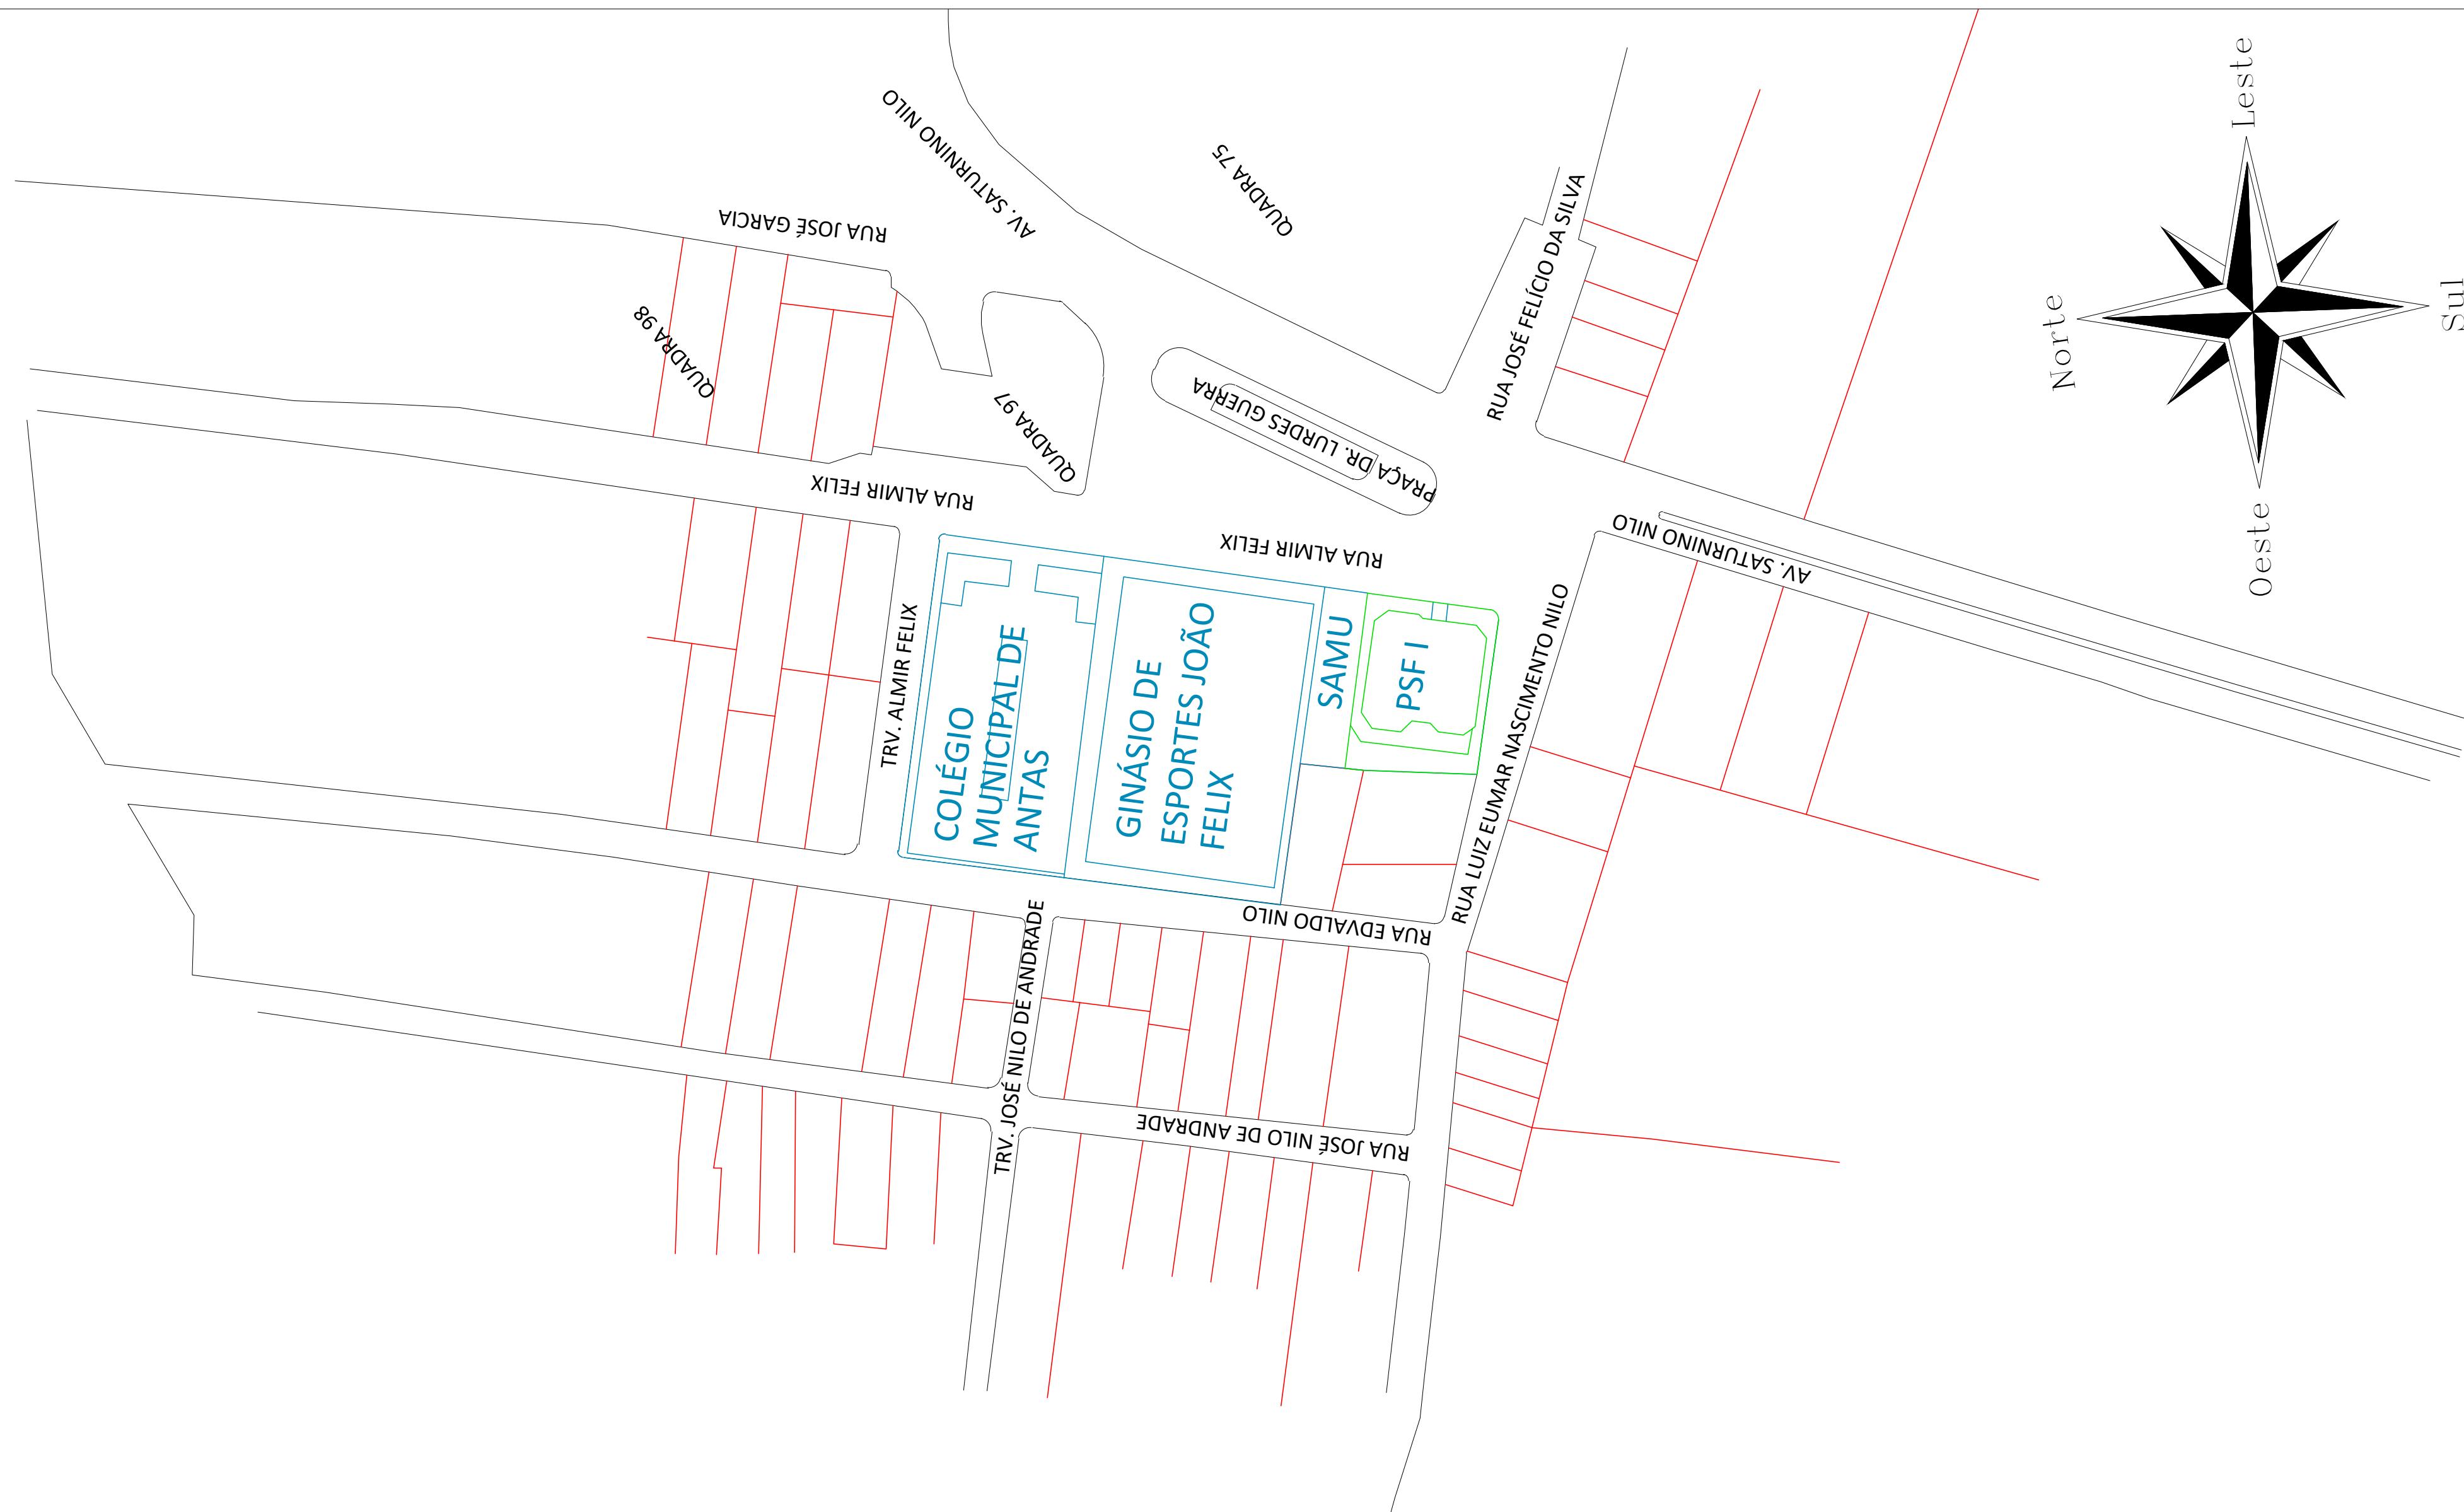 Leste
AV. SATURNINO NILO
QUADRA 75
RUA JOSÉ GARCIA
RUA JOSÉ FELÍCIO DA SILVA
Norte
Sul
QUADRA 98
QUADRA 97
PRAÇA DR. LURDES GUERRA
RUA ALMIR FELIX
RUA ALMIR FELIX
AV. SATURNINO NILO
Oeste
TRV. ALMIR FELIX
COLÉGIO
MUNICIPAL DE
ANTAS
GINÁSIO DE
ESPORTES JOÃO
FELIX
SAMU
PSF I
RUA LUIZ EUMAR NASCIMENTO NILO
RUA EDVALDO NILO
TRV. JOSÉ NILO DE ANDRADE
RUA JOSÉ NILO DE ANDRADE